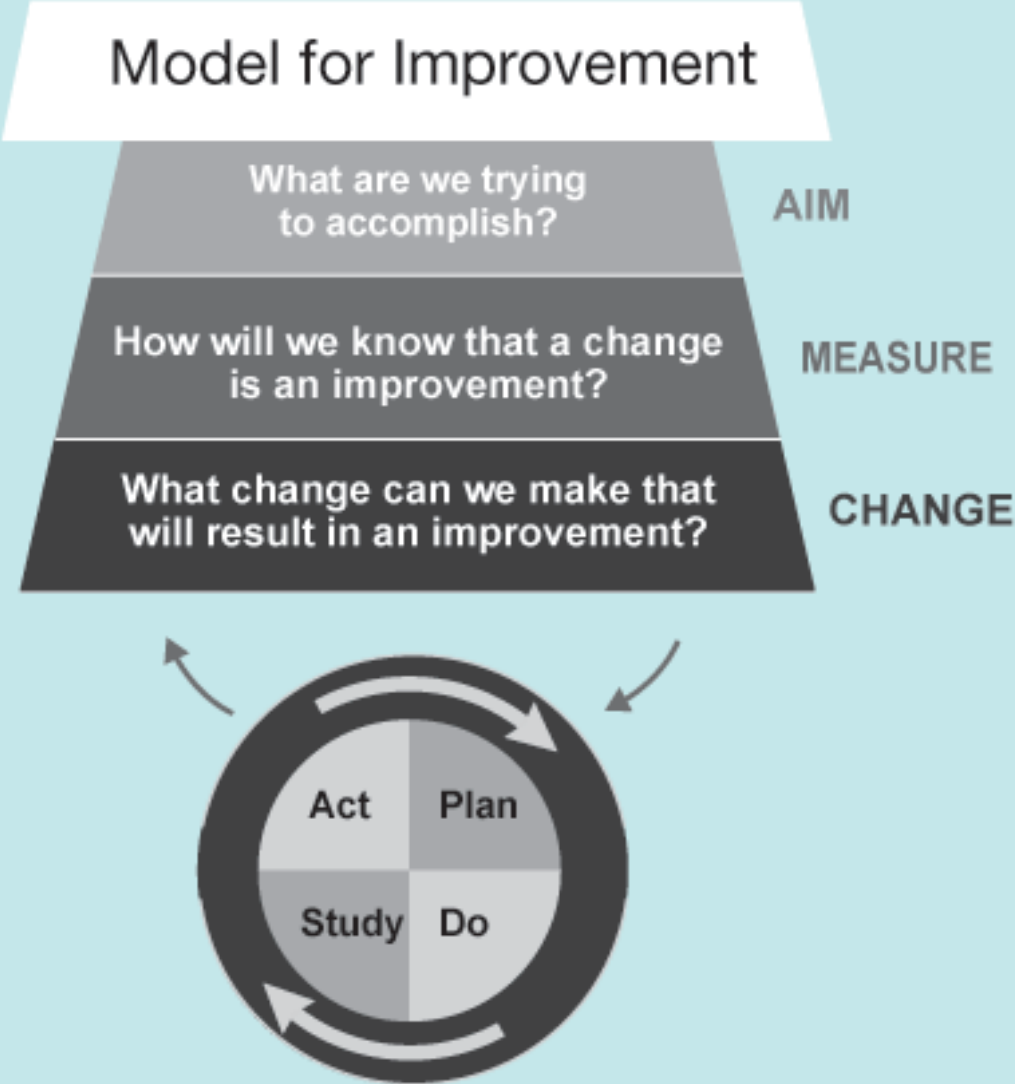 Model for Improvement
What are we trying
to accomplish?
AIM
How will we know that a change
is an improvement?
MEASURE
What change can we make that
will result in an improvement?
CHANGE
Act
Plan
Study
Do